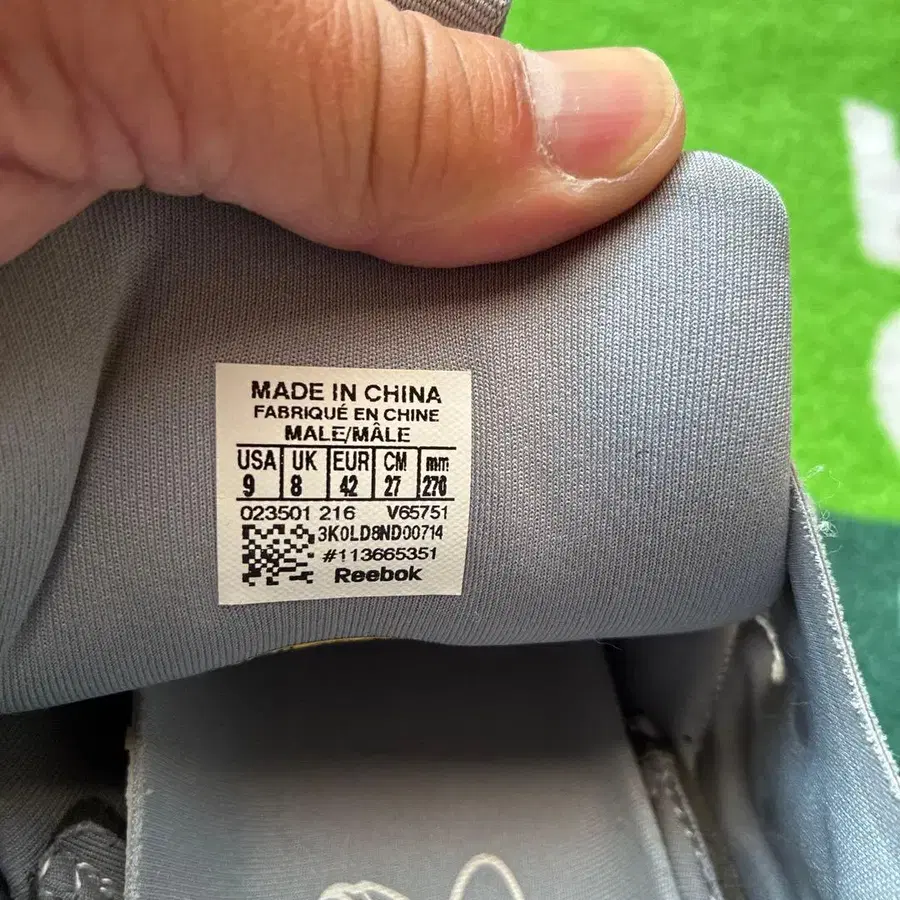 MADE IN CHINA
FABRIQUÉ EN CHINE
MALE/MÂLE
USA UK EUR CM mm
9 8 42 27 270
023501 216 V65751
3K0LD8ND00714
#113665351
Reebok